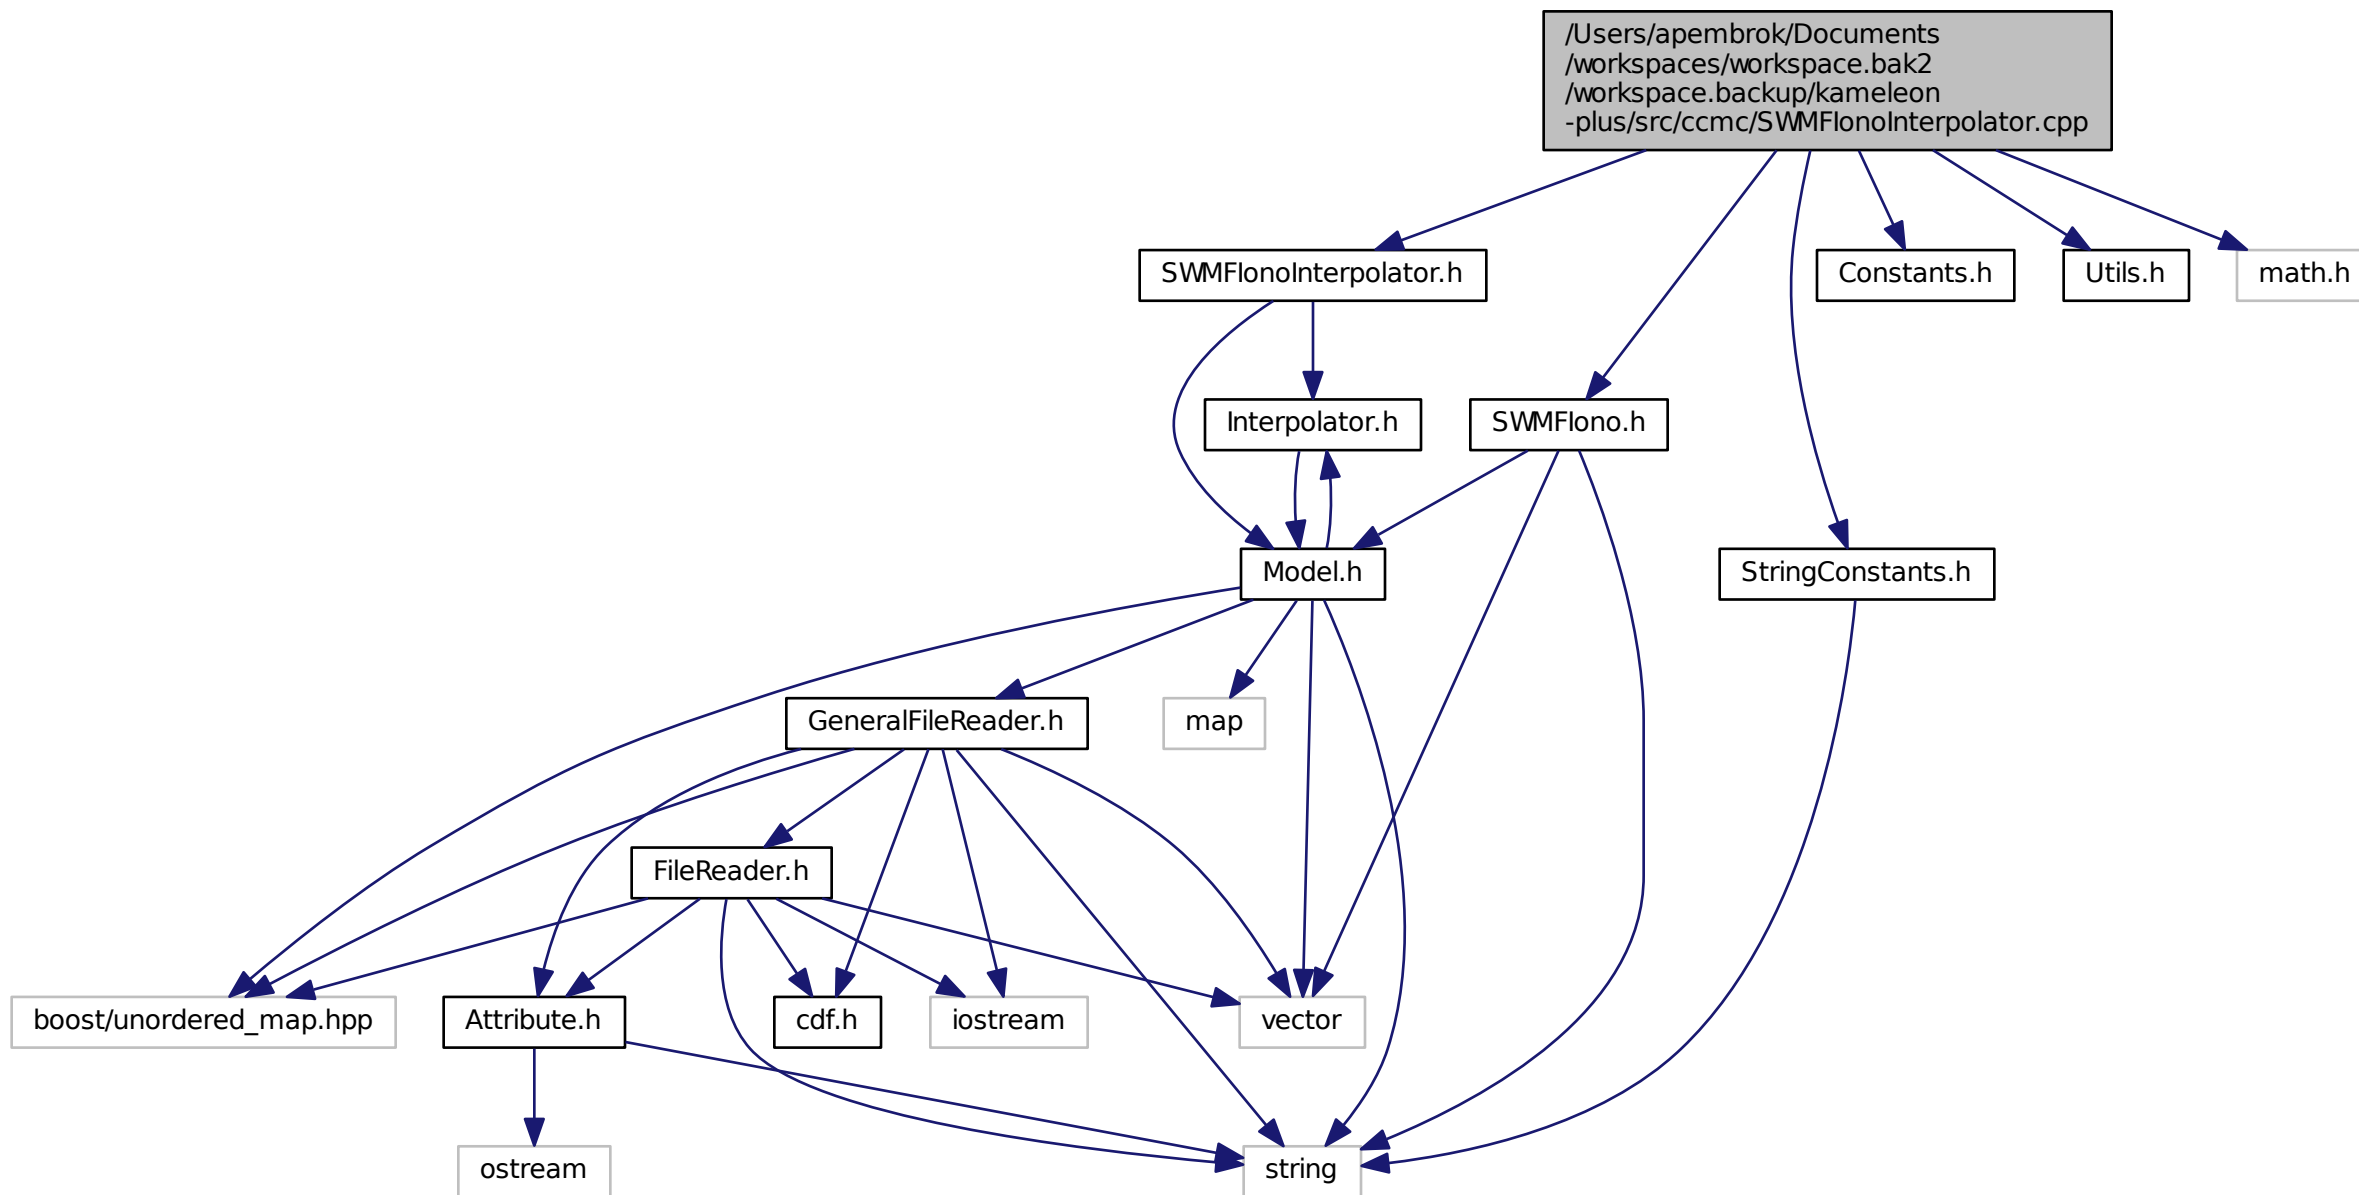 /Users/apembrok/Documents
/workspaces/workspace.bak2
/workspace.backup/kameleon
-plus/src/ccmc/SWMFIonoInterpolator.cpp
SWMFIonoInterpolator.h
Constants.h
Utils.h
math.h
Interpolator.h
SWMFIono.h
Model.h
StringConstants.h
GeneralFileReader.h
map
FileReader.h
boost/unordered_map.hpp
Attribute.h
cdf.h
iostream
vector
ostream
string